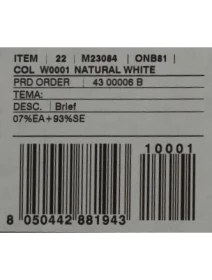 ITEM | 22 | M23084 | ONB81 |
COL W0001 NATURAL WHITE
PRD ORDER | 43 00006 B
TEMA:
DESC. | Brief
07%EA+93%SE
10001
8 050442 881943